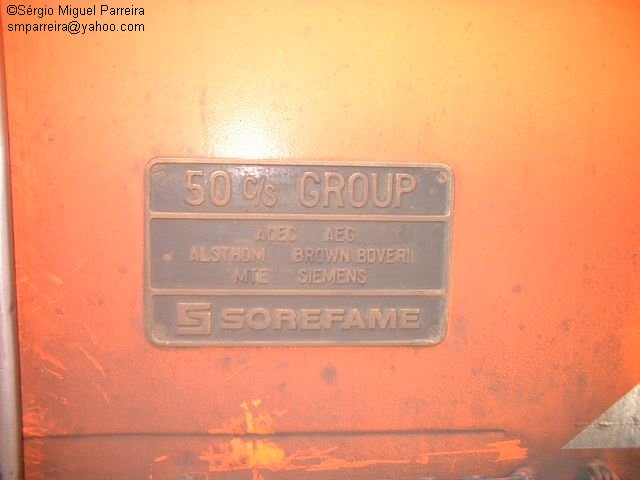 ©Sérgio Miguel Parreira
smparreira@yahoo.com
50 C/S GROUP
ACEC AEG
ALSTHOM BROWN BOVERI
MTE SIEMENS
SOREFAME